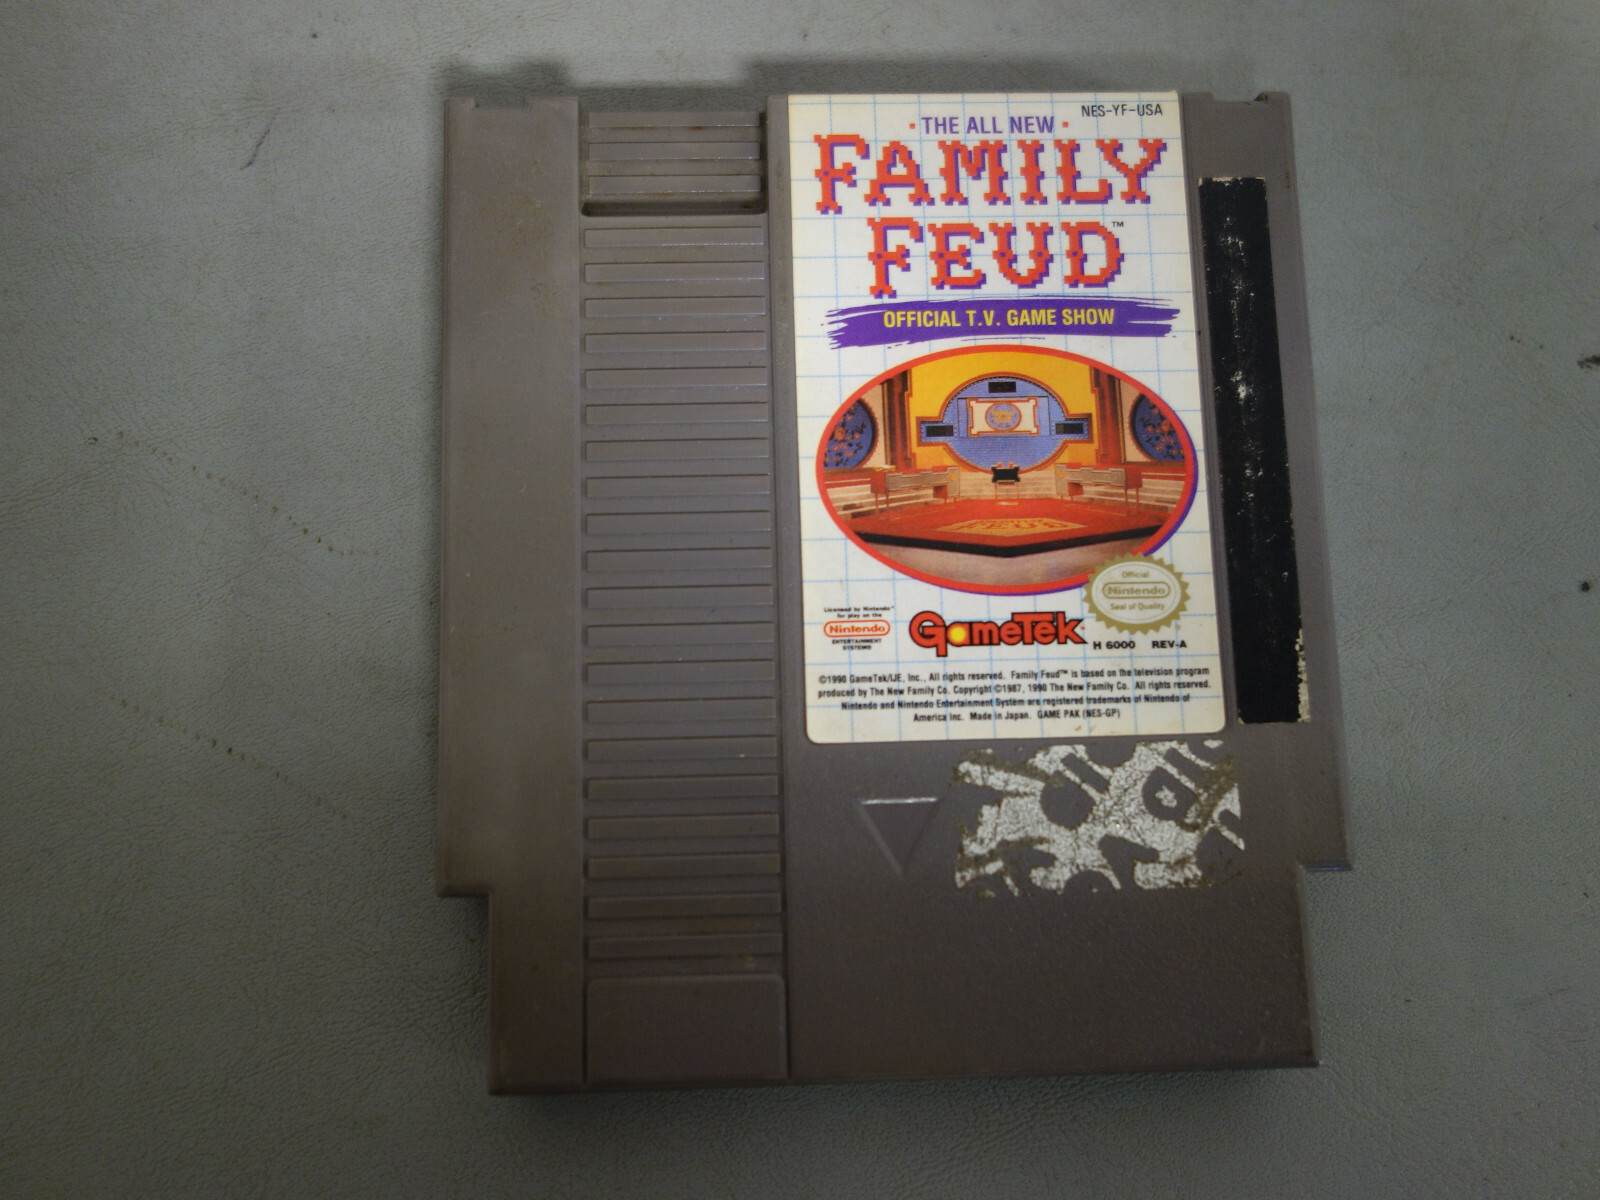 NES-YF-USA
· THE ALL NEW ·
FAMILY
FEUD™
OFFICIAL T.V. GAME SHOW
Official
Nintendo
Seal of Quality
Licensed by Nintendo™
for play on the
Nintendo
ENTERTAINMENT
SYSTEMS
GameTek
H 6000 REV-A
©1990 GameTek/IJE, Inc., All rights reserved. Family Feud™ is based on the television program
produced by The New Family Co. Copyright ©1987, 1990 The New Family Co. All rights reserved.
Nintendo and Nintendo Entertainment System are registered trademarks of Nintendo of
America Inc. Made in Japan. GAME PAK (NES-GP)